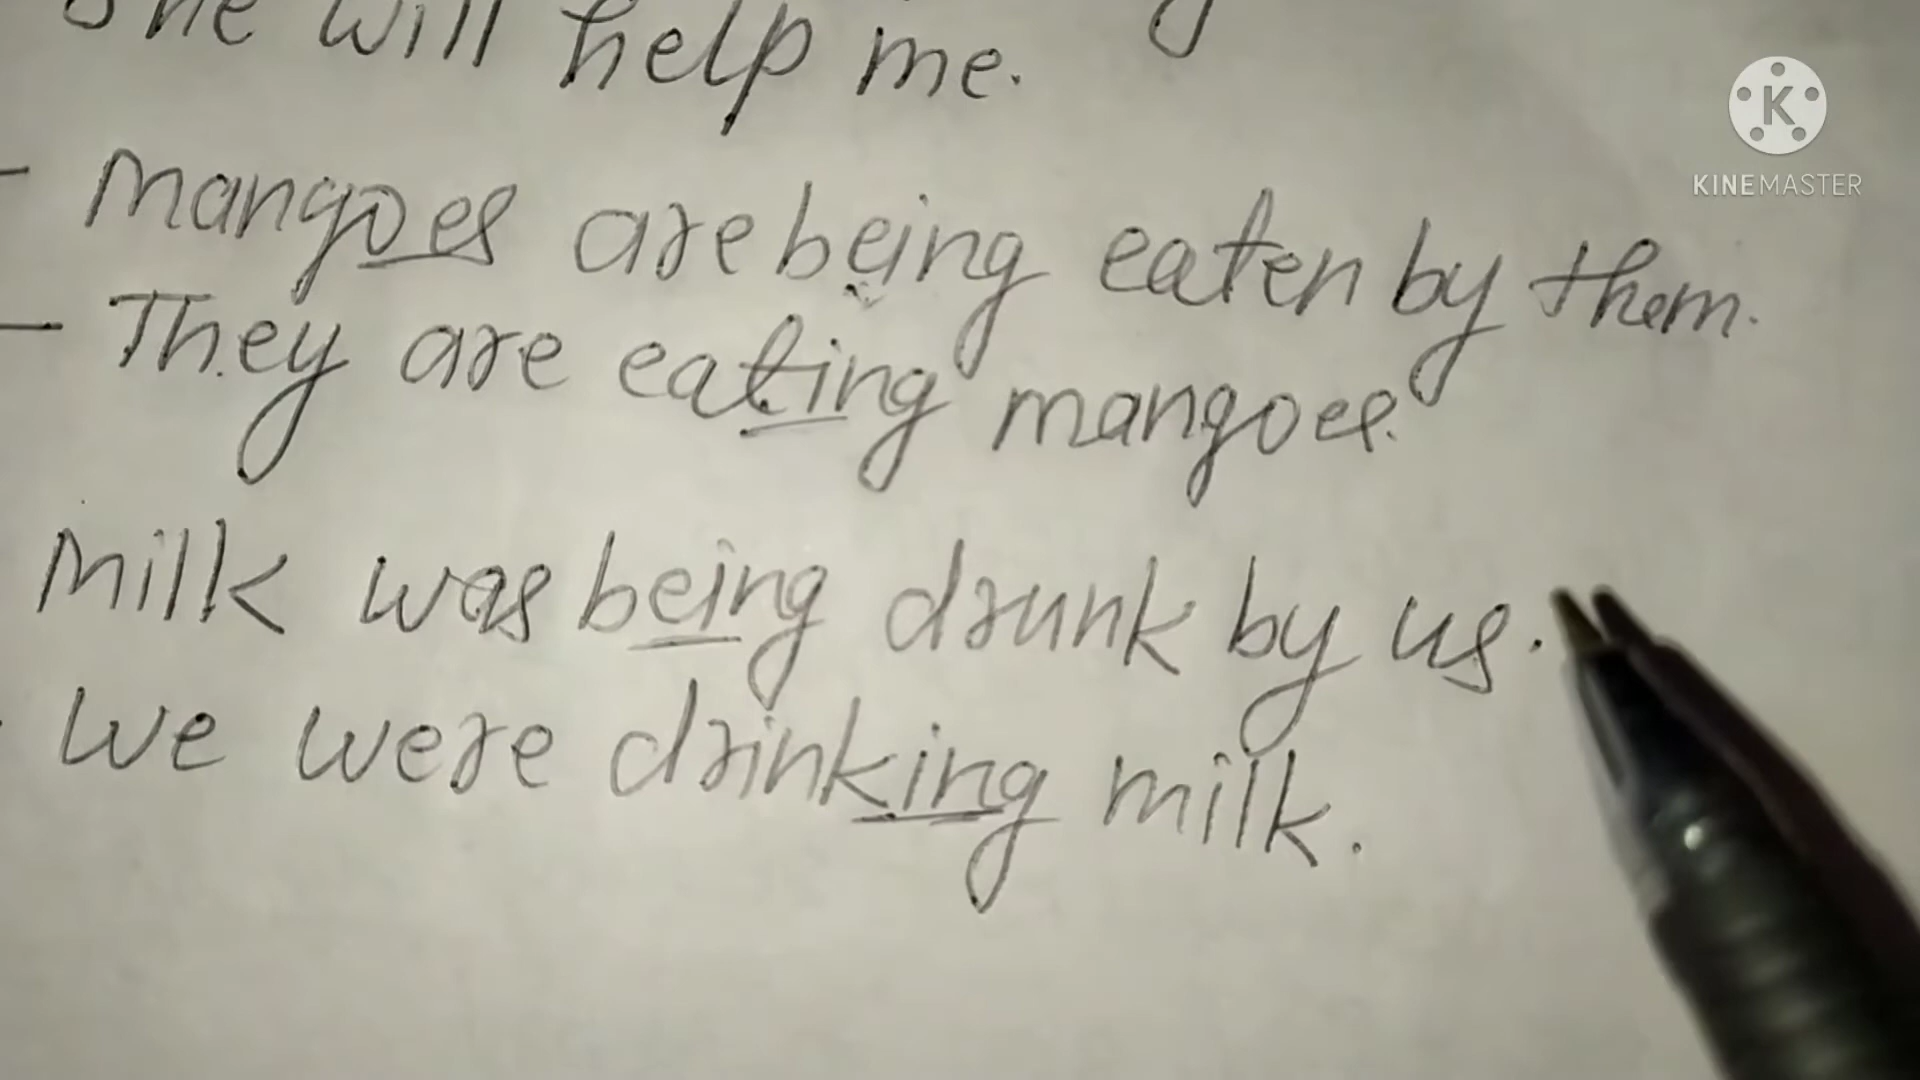 She will help me.
Mangoes are being eaten by them.
They are eating mangoes.
Milk was being drunk by us.
We were drinking milk.
K
KINEMASTER